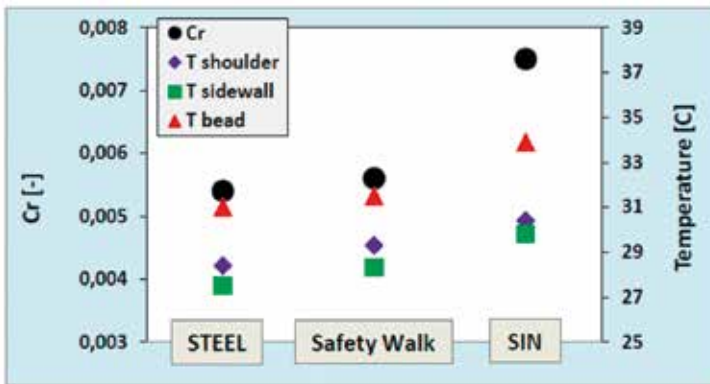 0,008
0,007
0,006
0,005
0,004
0,003
Cr [-]
Cr
T shoulder
T sidewall
T bead
STEEL
Safety Walk
SIN
39
37
35
33
31
29
27
25
Temperature [C]